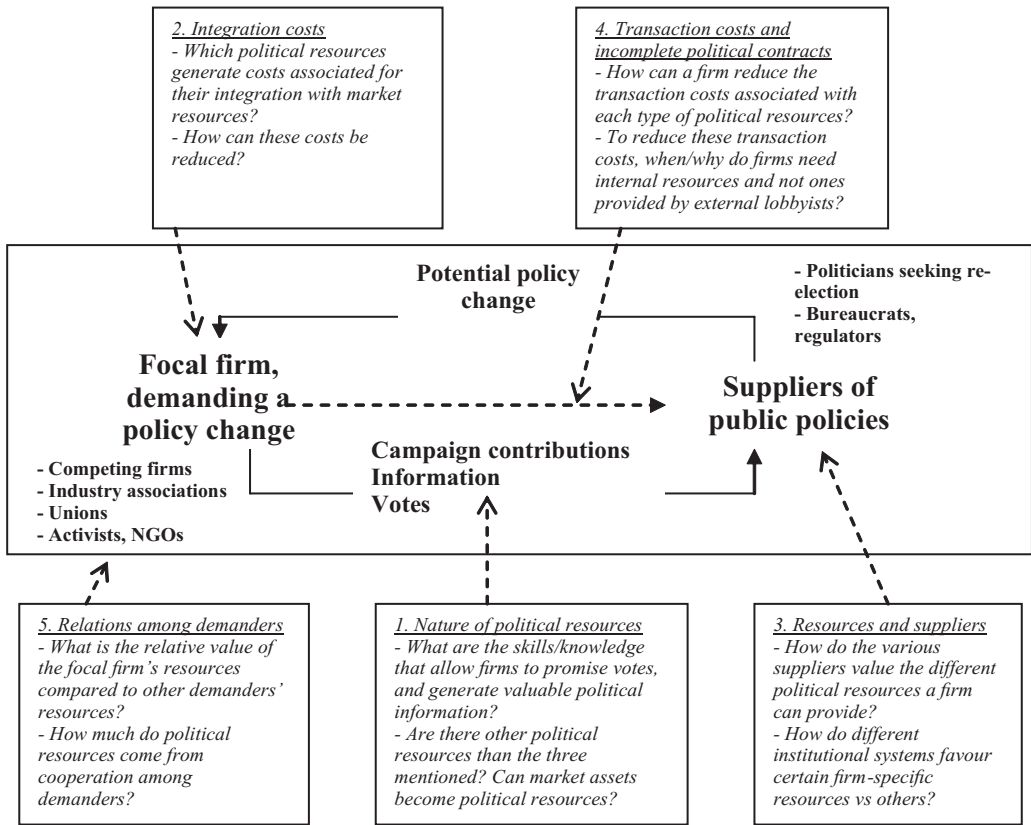 2. Integration costs
- Which political resources
generate costs associated for
their integration with market
resources?
- How can these costs be
reduced?
4. Transaction costs and
incomplete political contracts
- How can a firm reduce the
transaction costs associated with
each type of political resources?
- To reduce these transaction
costs, when/why do firms need
internal resources and not ones
provided by external lobbyists?
Potential policy
change
- Politicians seeking re-
election
- Bureaucrats,
regulators
Focal firm,
demanding a
policy change
Suppliers of
public policies
- Competing firms
- Industry associations
- Unions
- Activists, NGOs
Campaign contributions
Information
Votes
5. Relations among demanders
- What is the relative value of
the focal firm’s resources
compared to other demanders’
resources?
- How much do political
resources come from
cooperation among
demanders?
1. Nature of political resources
- What are the skills/knowledge
that allow firms to promise votes,
and generate valuable political
information?
- Are there other political
resources than the three
mentioned? Can market assets
become political resources?
3. Resources and suppliers
- How do the various
suppliers value the different
political resources a firm
can provide?
- How do different
institutional systems favour
certain firm-specific
resources vs others?